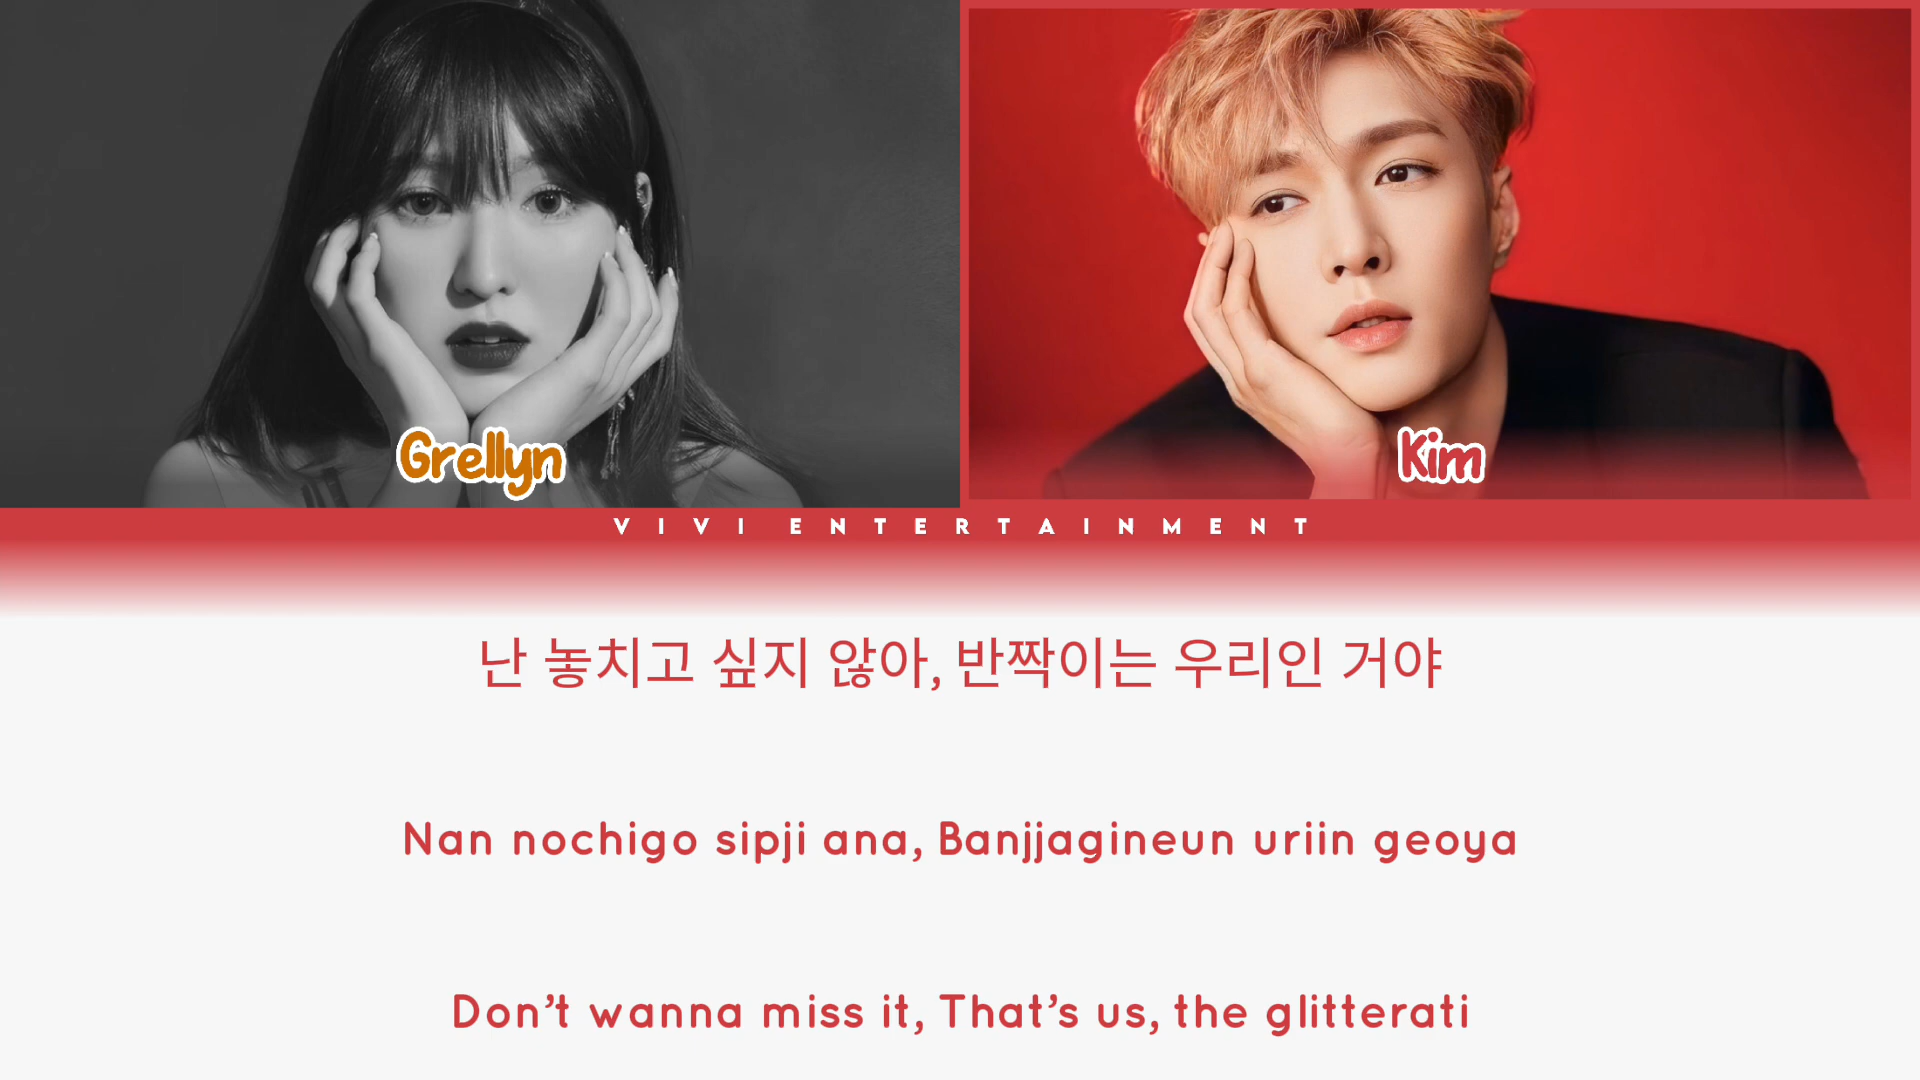 Grellyn
Kim
VIVI ENTERTAINMENT
난 놓치고 싶지 않아, 반짝이는 우리인 거야
Nan nochigo sipji ana, Banjjagineun uriin geoya
Don’t wanna miss it, That’s us, the glitterati